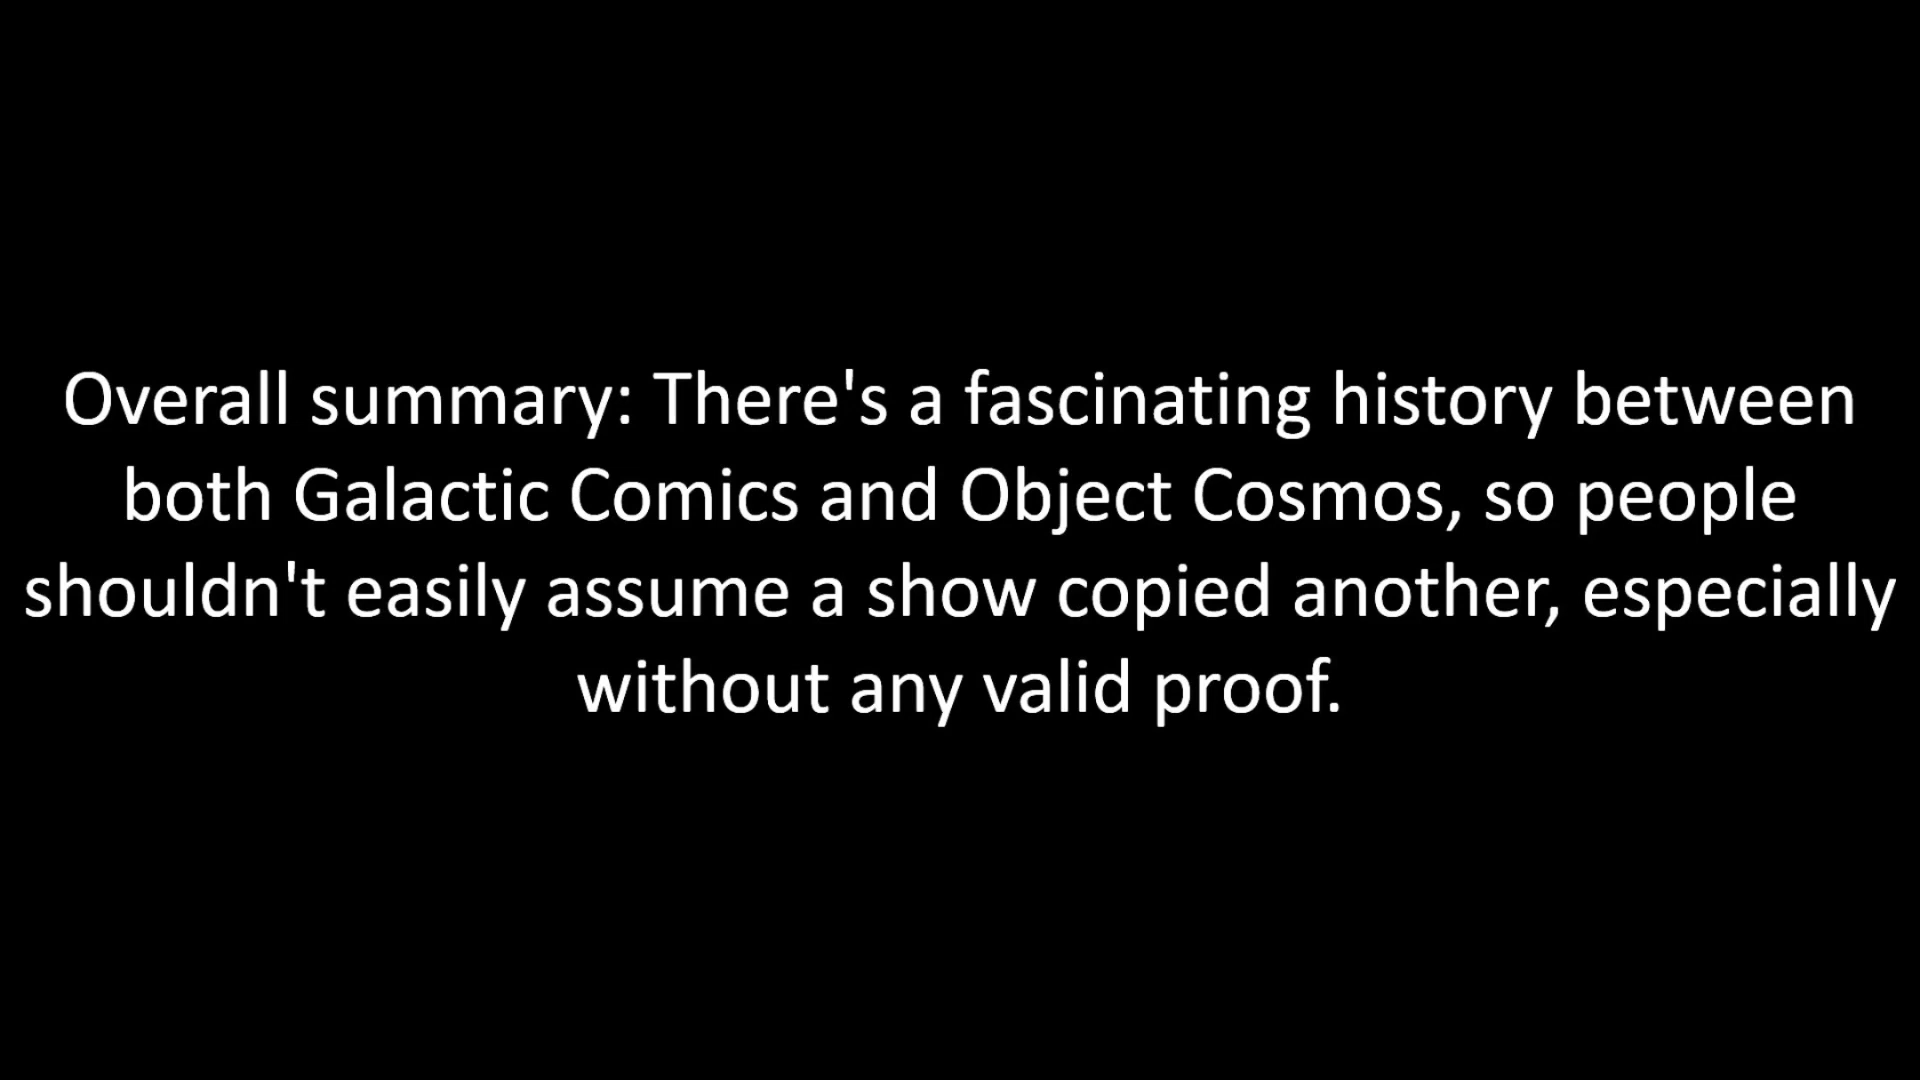 Overall summary: There's a fascinating history between
both Galactic Comics and Object Cosmos, so people
shouldn't easily assume a show copied another, especially
without any valid proof.